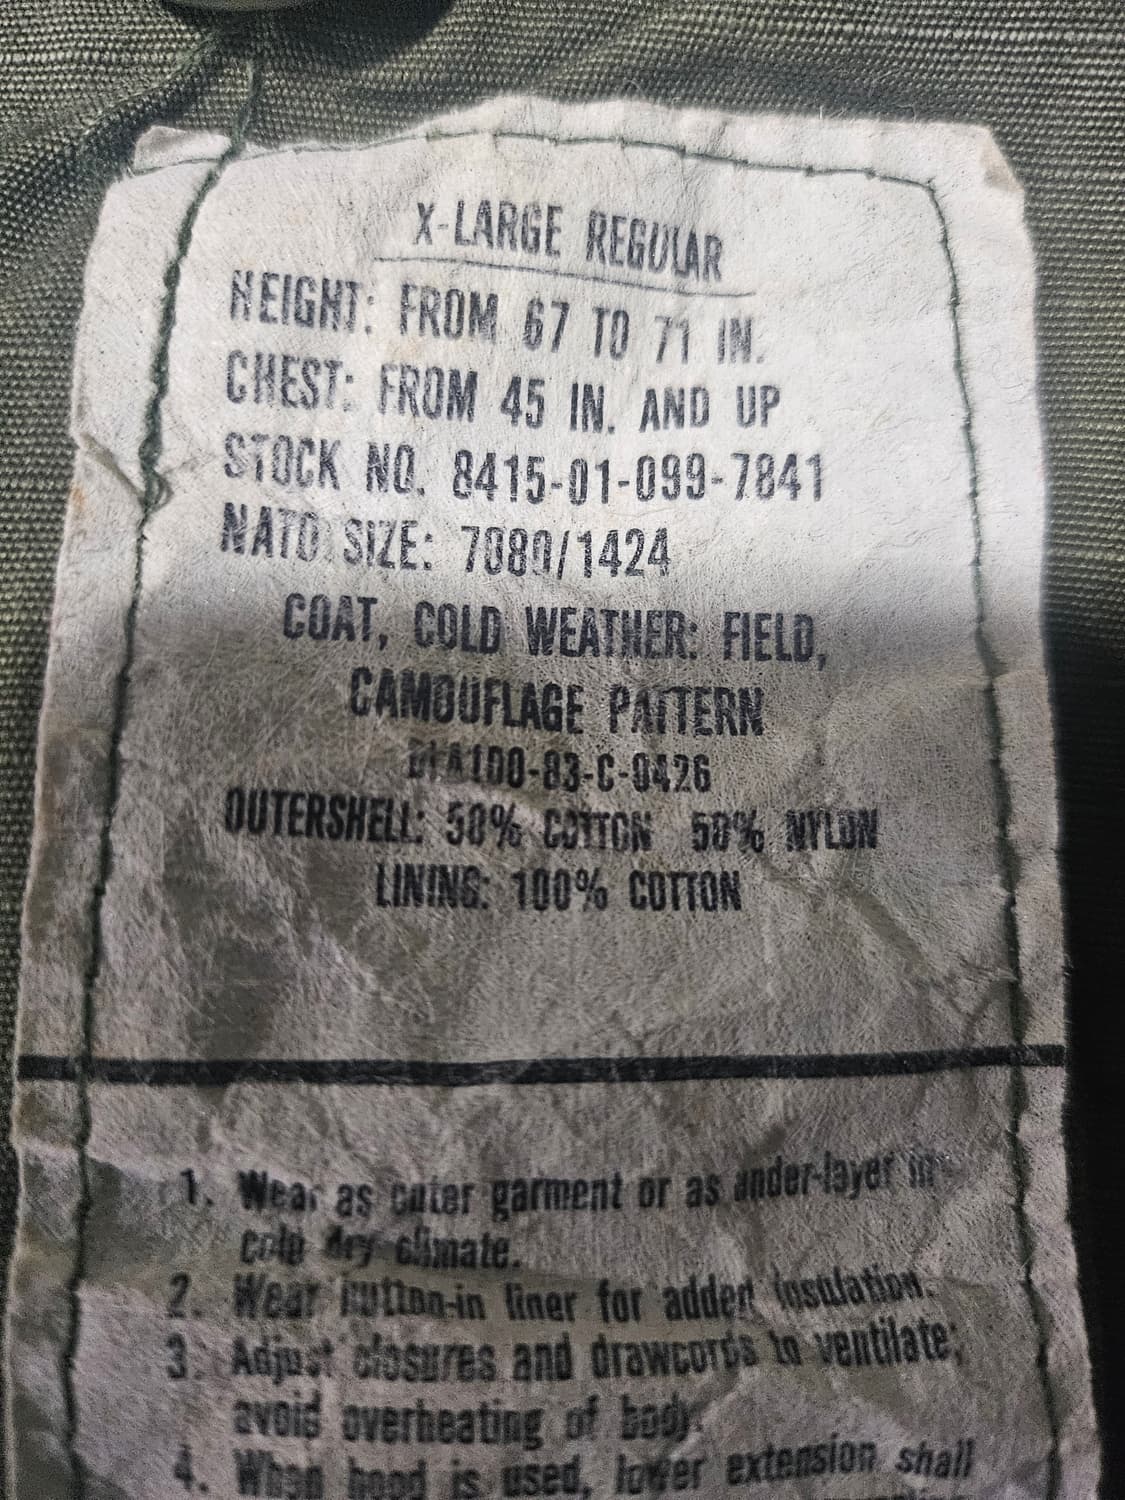 X-LARGE REGULAR
HEIGHT: FROM 67 TO 71 IN.
CHEST: FROM 45 IN. AND UP
STOCK NO. 8415-01-099-7841
NATO SIZE: 7080/1424
COAT, COLD WEATHER: FIELD,
CAMOUFLAGE PATTERN
DLA100-83-C-0426
OUTERSHELL: 50% COTTON 50% NYLON
LINING: 100% COTTON
1. Wear as outer garment or as under-layer in
cold dry climate.
2. Wear button-in liner for added insulation.
3. Adjust closures and drawcords to ventilate;
avoid overheating of body.
4. When hood is used, lower extension shall